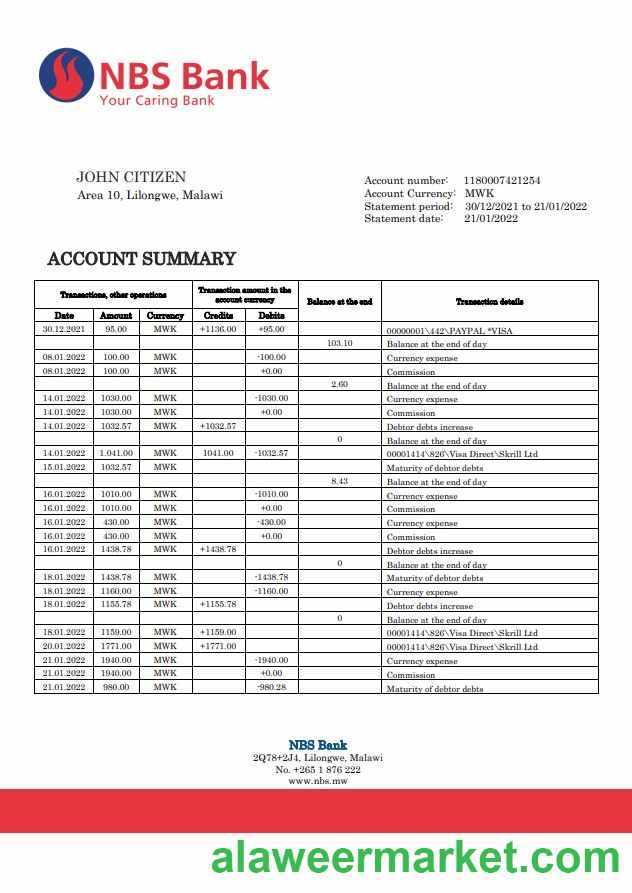 NBS Bank
Your Caring Bank
JOHN CITIZEN
Area 10, Lilongwe, Malawi
Account number: 1180007421254
Account Currency: MWK
Statement period: 30/12/2021 to 21/01/2022
Statement date: 21/01/2022
ACCOUNT SUMMARY
Transactions, other operations Transaction amount in the account currency Balance at the end Transaction details
Date Amount Currency Credits Debits
30.12.2021 95.00 MWK +1136.00 +95.00 00000001\442\PAYPAL *VISA
103.10 Balance at the end of day
08.01.2022 100.00 MWK -100.00 Currency expense
08.01.2022 100.00 MWK +0.00 Commission
2.60 Balance at the end of day
14.01.2022 1030.00 MWK -1030.00 Currency expense
14.01.2022 1030.00 MWK +0.00 Commission
14.01.2022 1032.57 MWK +1032.57 Debtor debts increase
0 Balance at the end of day
14.01.2022 1.041.00 MWK 1041.00 -1032.57 00001414\826\Visa Direct\Skrill Ltd
15.01.2022 1032.57 MWK Maturity of debtor debts
8.43 Balance at the end of day
16.01.2022 1010.00 MWK -1010.00 Currency expense
16.01.2022 1010.00 MWK +0.00 Commission
16.01.2022 430.00 MWK -430.00 Currency expense
16.01.2022 430.00 MWK +0.00 Commission
16.01.2022 1438.78 MWK +1438.78 Debtor debts increase
0 Balance at the end of day
18.01.2022 1438.78 MWK -1438.78 Maturity of debtor debts
18.01.2022 1160.00 MWK -1160.00 Currency expense
18.01.2022 1155.78 MWK +1155.78 Debtor debts increase
0 Balance at the end of day
18.01.2022 1159.00 MWK +1159.00 00001414\826\Visa Direct\Skrill Ltd
20.01.2022 1771.00 MWK +1771.00 00001414\826\Visa Direct\Skrill Ltd
21.01.2022 1940.00 MWK -1940.00 Currency expense
21.01.2022 1940.00 MWK +0.00 Commission
21.01.2022 980.00 MWK -980.28 Maturity of debtor debts
NBS Bank
2Q78+2J4, Lilongwe, Malawi
No. +265 1 876 222
www.nbs.mw
alaweermarket.com